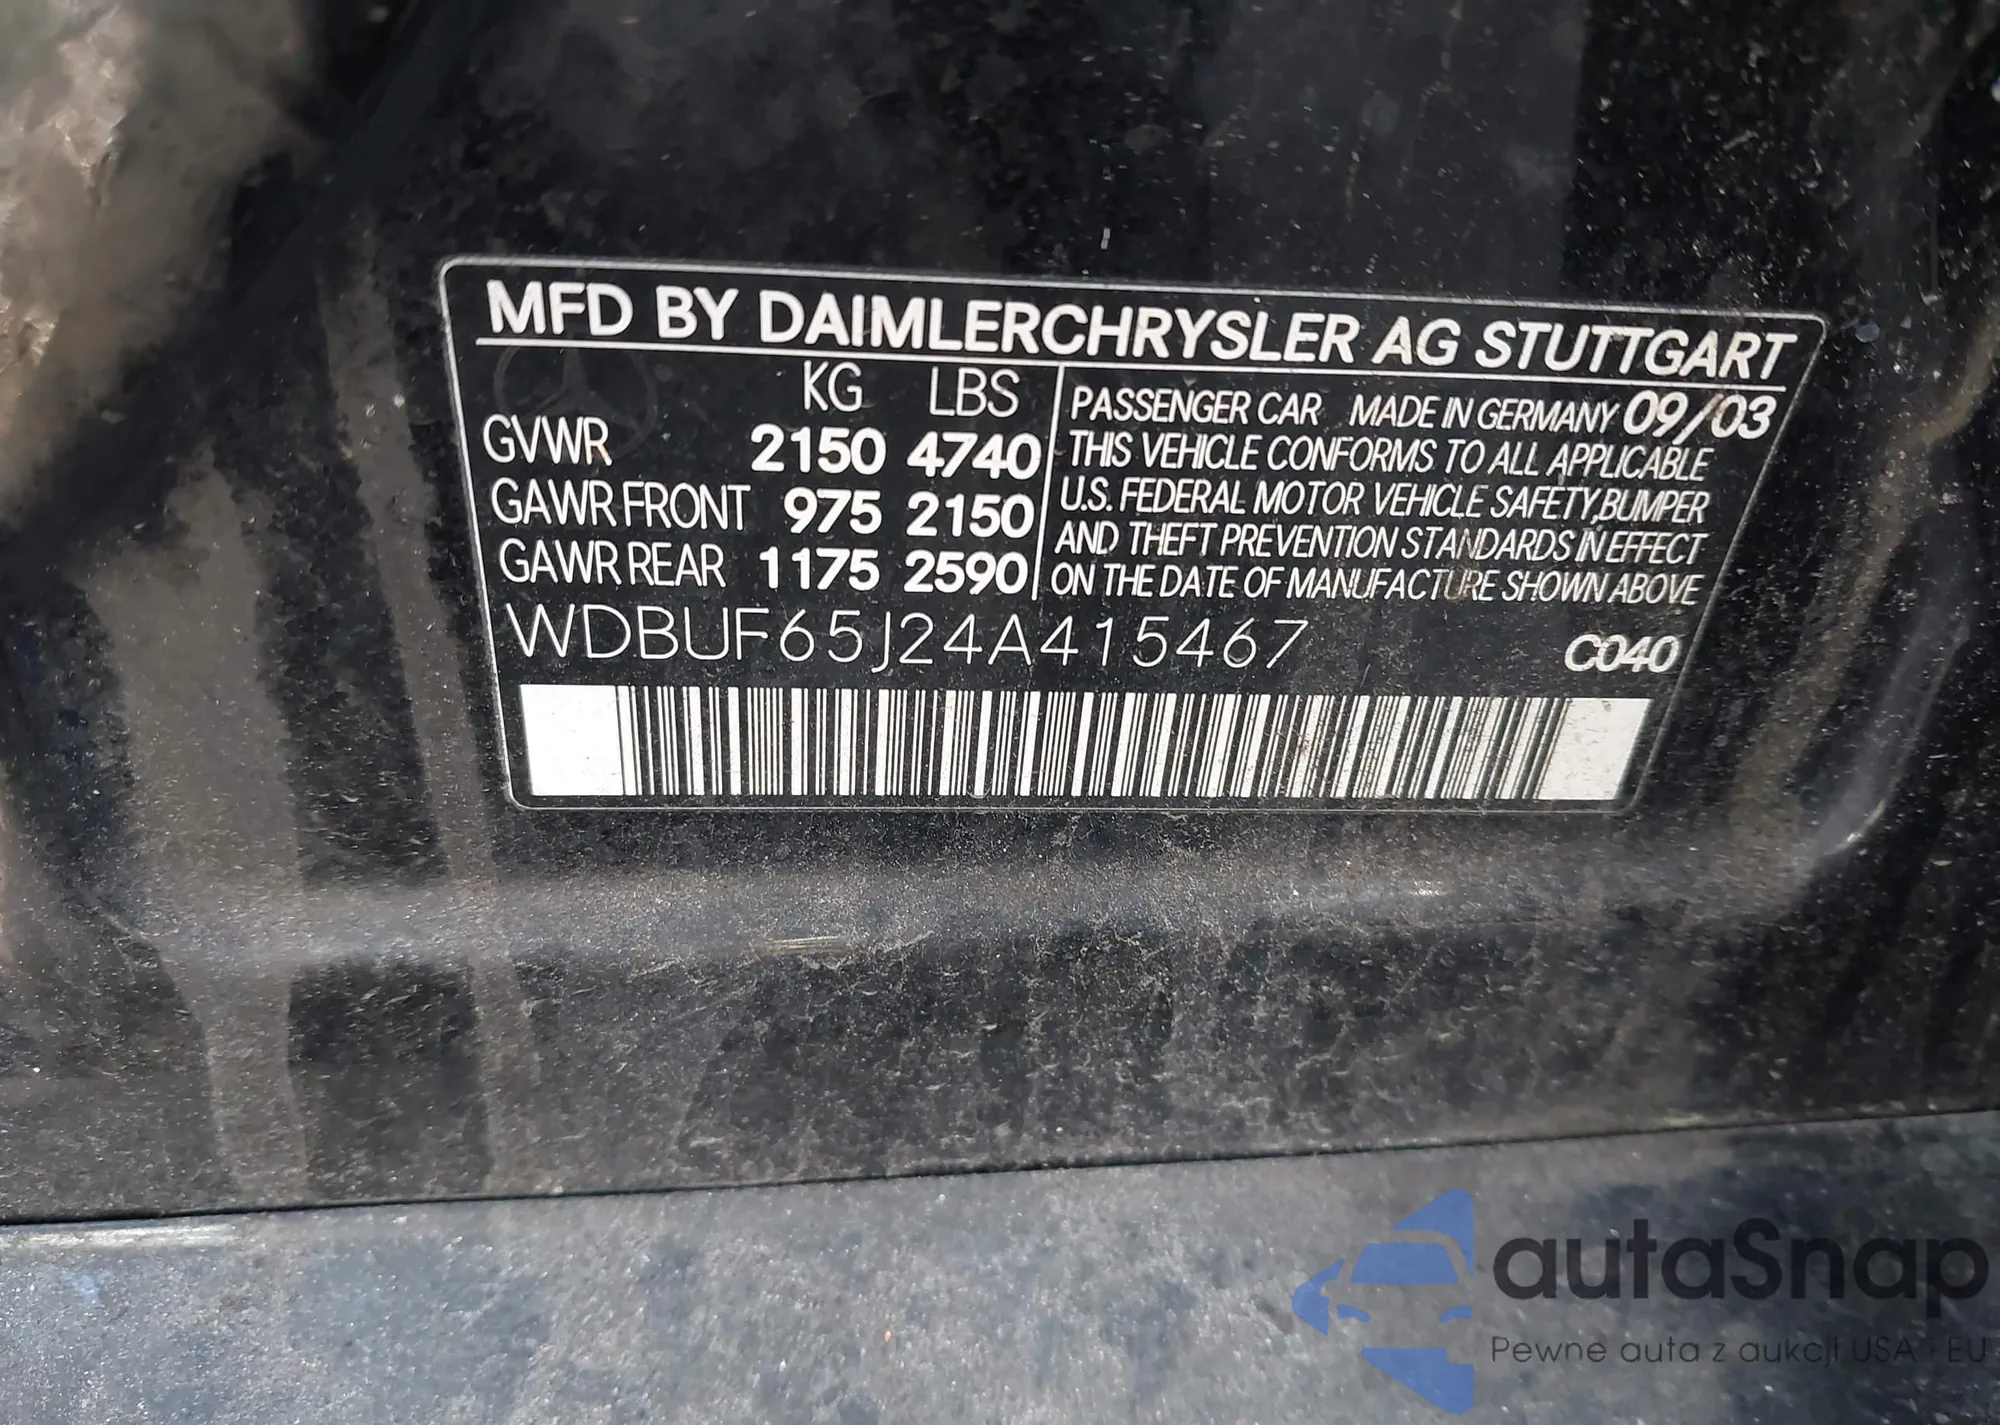 MFD BY DAIMLERCHRYSLER AG STUTTGART
KG LBS
GVWR 2150 4740
GAWR FRONT 975 2150
GAWR REAR 1175 2590
PASSENGER CAR MADE IN GERMANY 09/03
THIS VEHICLE CONFORMS TO ALL APPLICABLE
U.S. FEDERAL MOTOR VEHICLE SAFETY, BUMPER
AND THEFT PREVENTION STANDARDS IN EFFECT
ON THE DATE OF MANUFACTURE SHOWN ABOVE
WDBUF65J24A415467 C040
autaSnap
Pewne auta z aukcji USA i EU